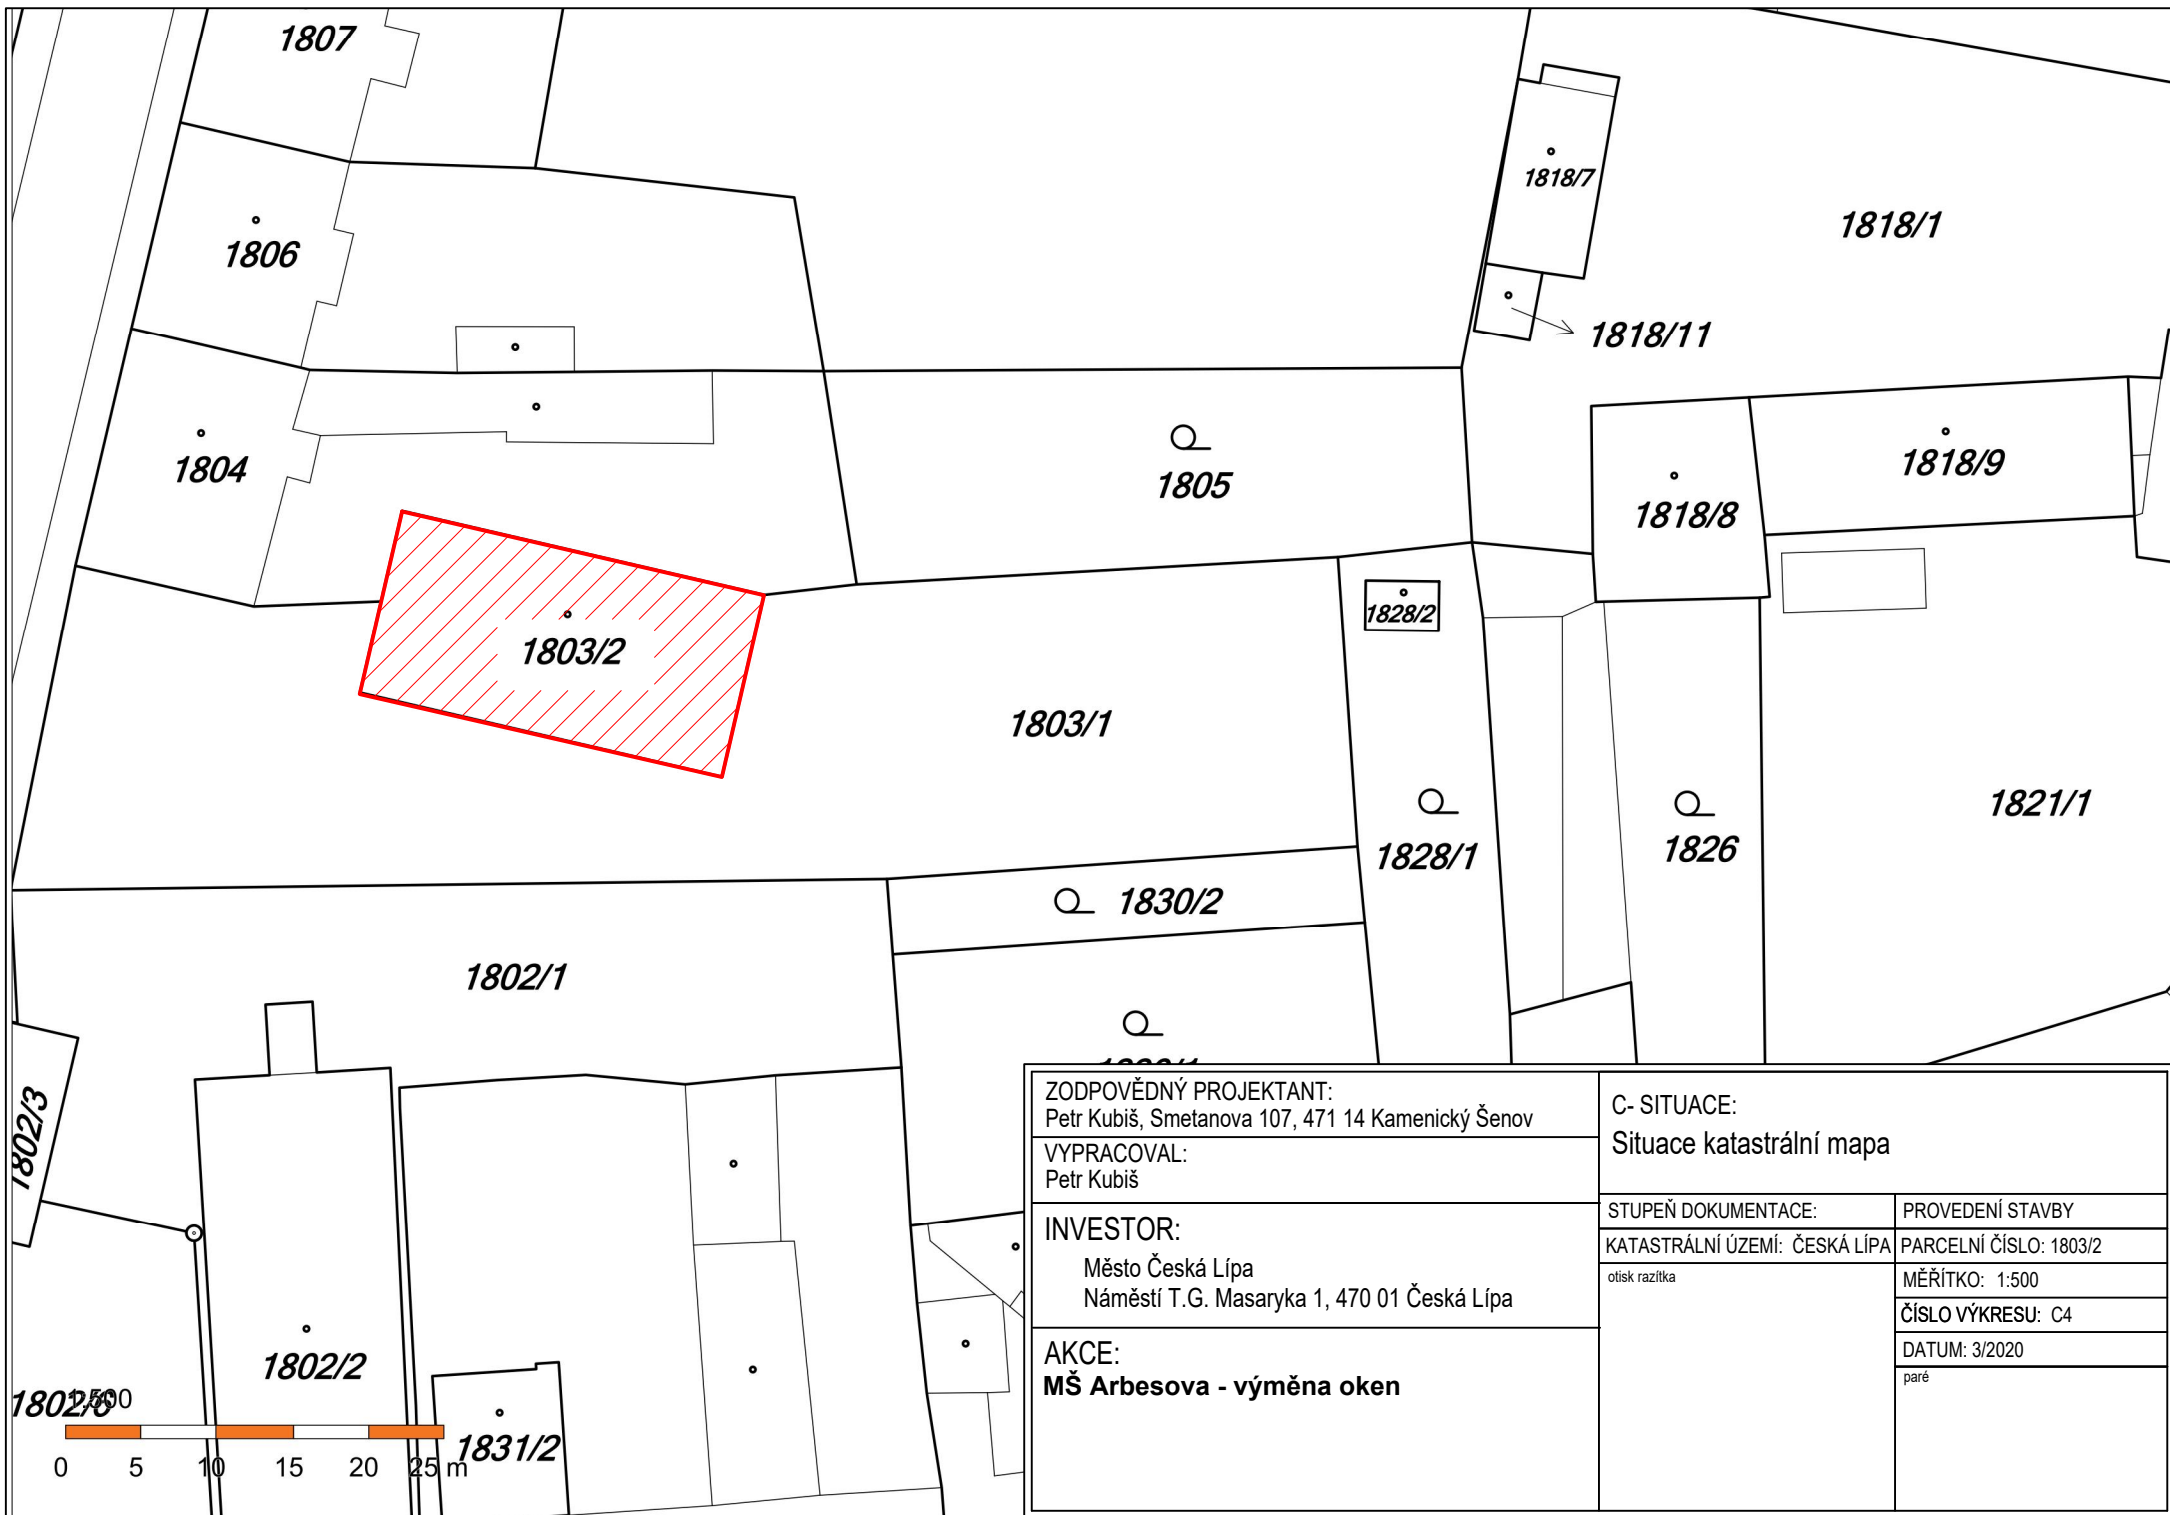 1807
1806
1804
1818/7
1818/1
1818/11
1805
1818/9
1818/8
1803/2
1828/2
1803/1
1828/1
1826
1821/1
1830/2
1802/1
1802/3
1802/2
1831/2
1:500
0 5 10 15 20 25 m
ZODPOVĚDNÝ PROJEKTANT:
Petr Kubiš, Smetanova 107, 471 14 Kamenický Šenov
VYPRACOVAL:
Petr Kubiš
INVESTOR:
Město Česká Lípa
Náměstí T.G. Masaryka 1, 470 01 Česká Lípa
AKCE:
MŠ Arbesova - výměna oken
C- SITUACE:
Situace katastrální mapa
STUPEŇ DOKUMENTACE: PROVEDENÍ STAVBY
KATASTRÁLNÍ ÚZEMÍ: ČESKÁ LÍPA PARCELNÍ ČÍSLO: 1803/2
otisk razítka
MĚŘÍTKO: 1:500
ČÍSLO VÝKRESU: C4
DATUM: 3/2020
paré